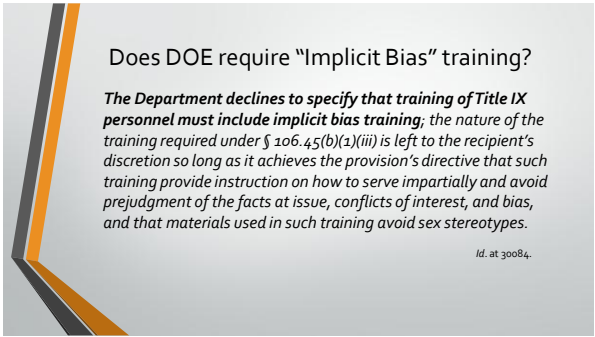 Does DOE require “Implicit Bias” training?
The Department declines to specify that training of Title IX
personnel must include implicit bias training; the nature of the
training required under § 106.45(b)(1)(iii) is left to the recipient’s
discretion so long as it achieves the provision’s directive that such
training provide instruction on how to serve impartially and avoid
prejudgment of the facts at issue, conflicts of interest, and bias,
and that materials used in such training avoid sex stereotypes.
Id. at 30084.